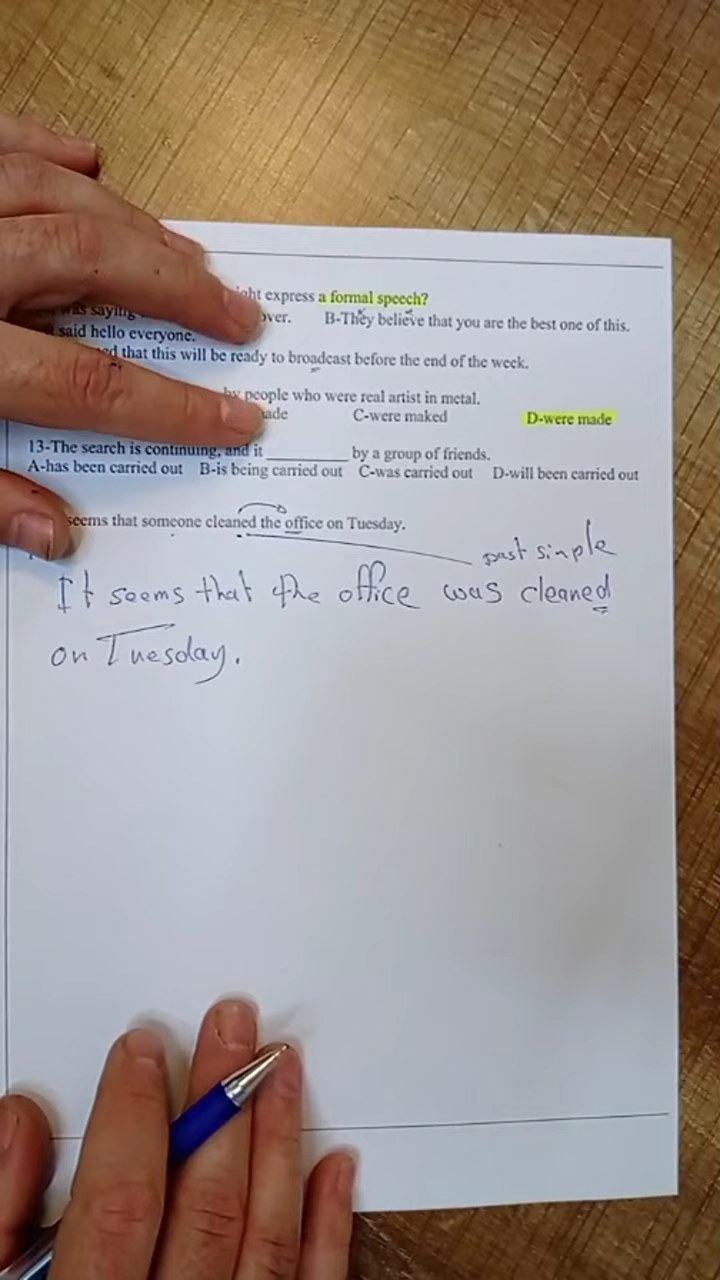 express a formal speech?
was saying over. B-They believe that you are the best one of this.
said hello everyone.
that this will be ready to broadcast before the end of the week.
by people who were real artist in metal.
C-were maked D-were made
13-The search is continuing, and it __________ by a group of friends.
A-has been carried out B-is being carried out C-was carried out D-will been carried out
seems that someone cleaned the office on Tuesday.
past simple
It seems that the office was cleaned
on Tuesday.